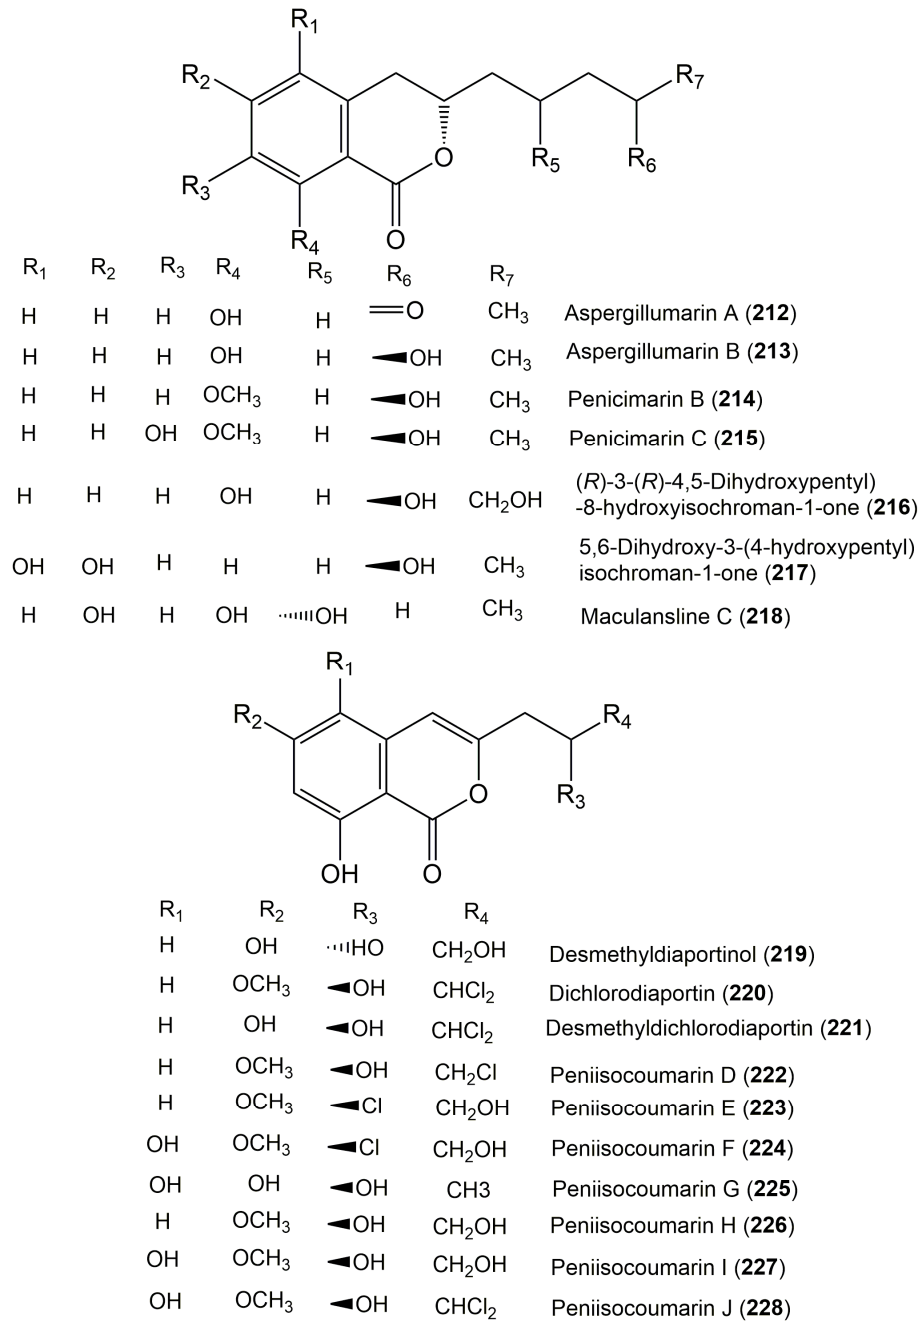 R₁
R₂ R₇
R₃ O R₅ R₆
R₄ O
R₁ R₂ R₃ R₄ R₅ R₆ R₇
H H H OH H =O CH₃ Aspergillumarin A (212)
H H H OH H OH CH₃ Aspergillumarin B (213)
H H H OCH₃ H OH CH₃ Penicimarin B (214)
H H OH OCH₃ H OH CH₃ Penicimarin C (215)
H H H OH H OH CH₂OH (R)-3-(R)-4,5-Dihydroxypentyl)
-8-hydroxyisochroman-1-one (216)
OH OH H H H OH CH₃ 5,6-Dihydroxy-3-(4-hydroxypentyl)
isochroman-1-one (217)
H OH H OH OH H CH₃ Maculansline C (218)
R₁
R₂ R₄
O R₃
OH O
R₁ R₂ R₃ R₄
H OH HO CH₂OH Desmethyldiaportinol (219)
H OCH₃ OH CHCl₂ Dichlorodiaportin (220)
H OH OH CHCl₂ Desmethyldichlorodiaportin (221)
H OCH₃ OH CH₂Cl Peniisocoumarin D (222)
H OCH₃ Cl CH₂OH Peniisocoumarin E (223)
OH OCH₃ Cl CH₂OH Peniisocoumarin F (224)
OH OH OH CH3 Peniisocoumarin G (225)
H OCH₃ OH CH₂OH Peniisocoumarin H (226)
OH OCH₃ OH CH₂OH Peniisocoumarin I (227)
OH OCH₃ OH CHCl₂ Peniisocoumarin J (228)